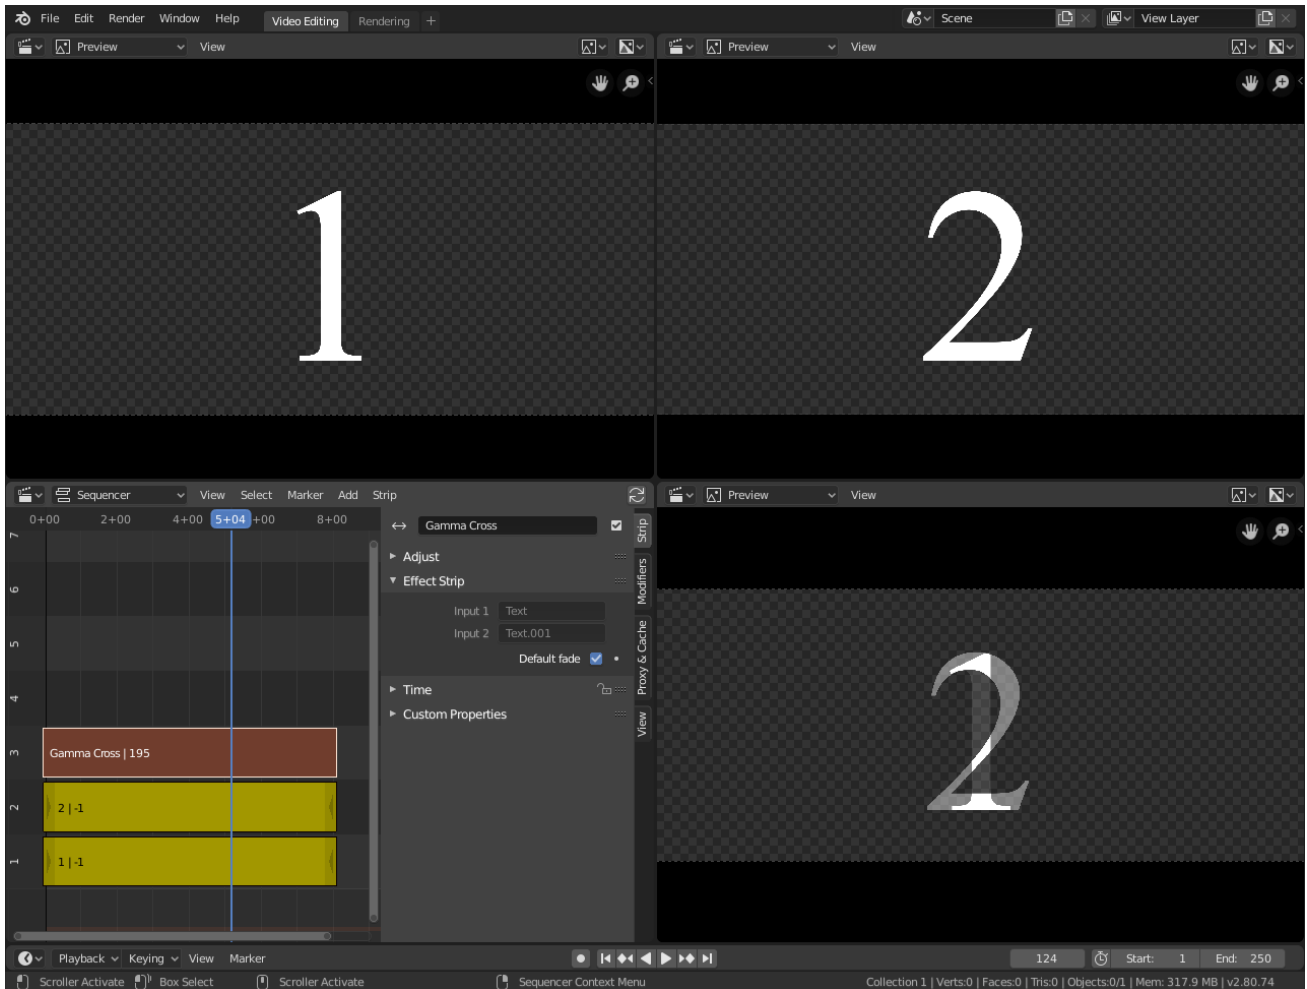 File Edit Render Window Help Video Editing Rendering + Scene View Layer
Preview View
Preview View
1
2
Sequencer View Select Marker Add Strip
Preview View
0+00 2+00 4+00 5+04 +00 8+00
7
6
5
4
3
2
1
Gamma Cross | 195
2 | -1
1 | -1
Gamma Cross
Adjust
Effect Strip
Input 1 Text
Input 2 Text.001
Default fade
Time
Custom Properties
Strip
Modifiers
Proxy & Cache
View
1
2
Playback Keying View Marker 124 Start: 1 End: 250
Scroller Activate Box Select Scroller Activate Sequencer Context Menu Collection 1 | Verts:0 | Faces:0 | Tris:0 | Objects:0/1 | Mem: 317.9 MB | v2.80.74